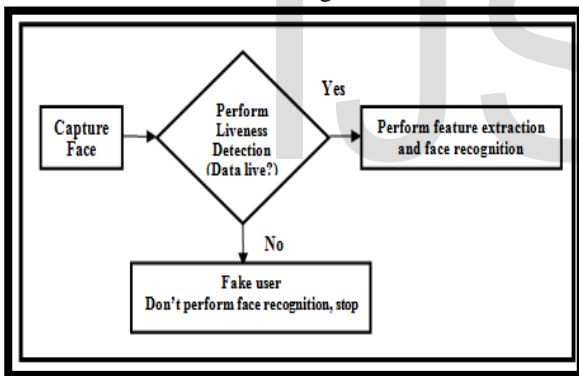 Capture
Face
Perform
Liveness
Detection
(Data live?)
Yes
Perform feature extraction
and face recognition
No
Fake user
Don't perform face recognition, stop